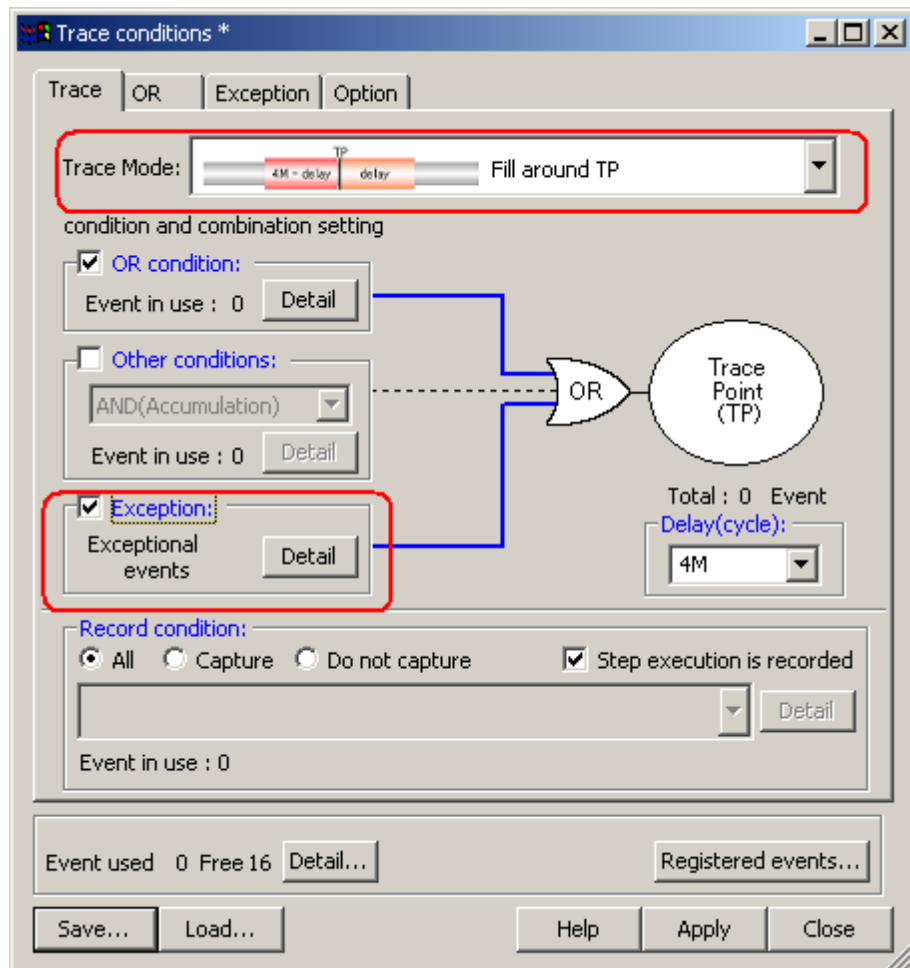 Trace conditions *
Trace OR Exception Option
Trace Mode: 4M - delay TP delay Fill around TP
condition and combination setting
OR condition:
Event in use : 0 Detail
Other conditions:
AND(Accumulation)
Event in use : 0 Detail
Exception:
Exceptional
events
Detail
OR
Trace
Point
(TP)
Total : 0 Event
Delay(cycle):
4M
Record condition:
All Capture Do not capture Step execution is recorded
Detail
Event in use : 0
Event used 0 Free 16 Detail... Registered events...
Save... Load... Help Apply Close